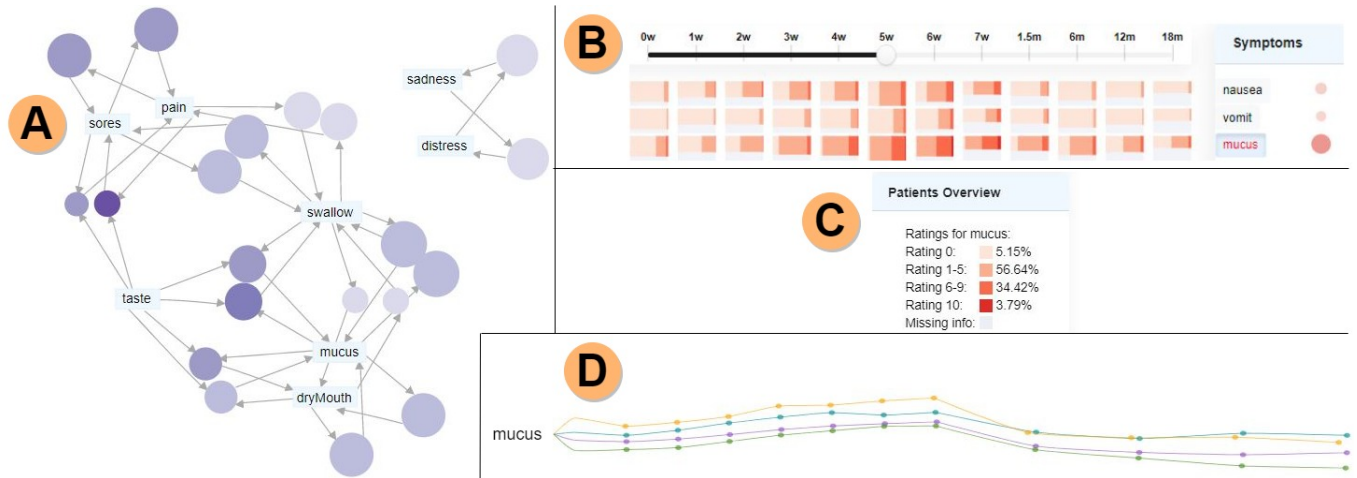 A
pain
sores
sadness
distress
swallow
taste
mucus
dryMouth
B
0w 1w 2w 3w 4w 5w 6w 7w 1.5m 6m 12m 18m
Symptoms
nausea
vomit
mucus
C
Patients Overview
Ratings for mucus:
Rating 0: 5.15%
Rating 1-5: 56.64%
Rating 6-9: 34.42%
Rating 10: 3.79%
Missing info:
D
mucus